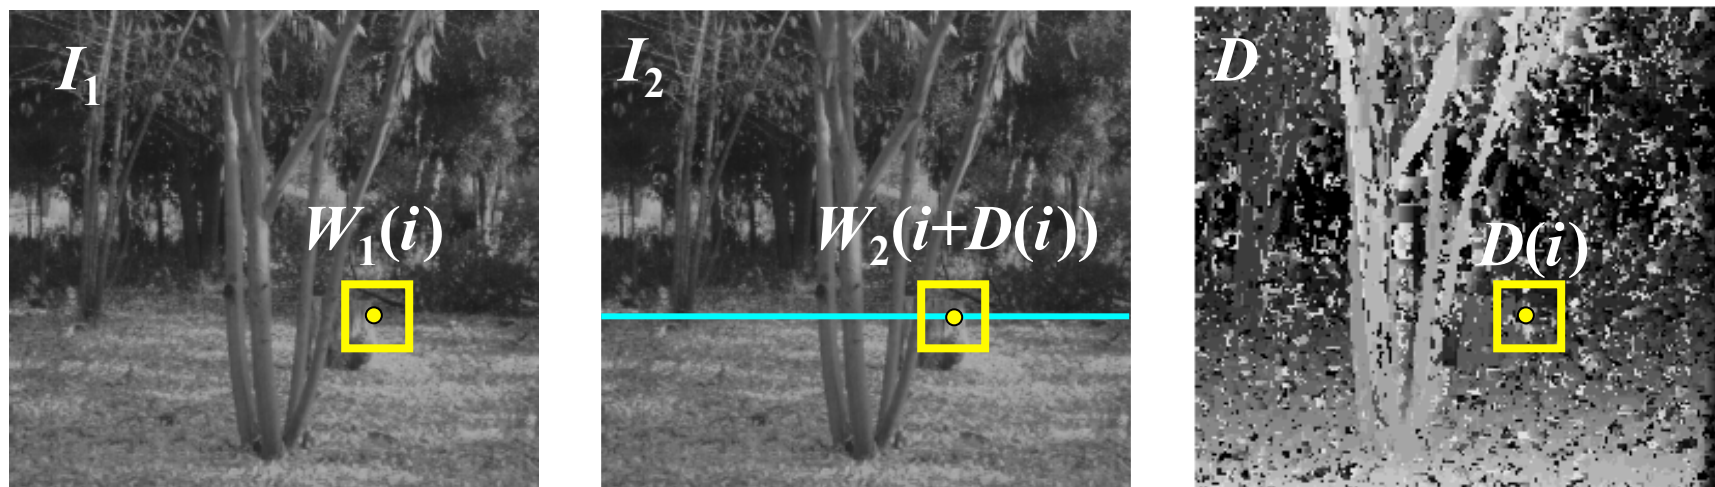 I₁
W₁(i)
I₂
W₂(i+D(i))
D
D(i)